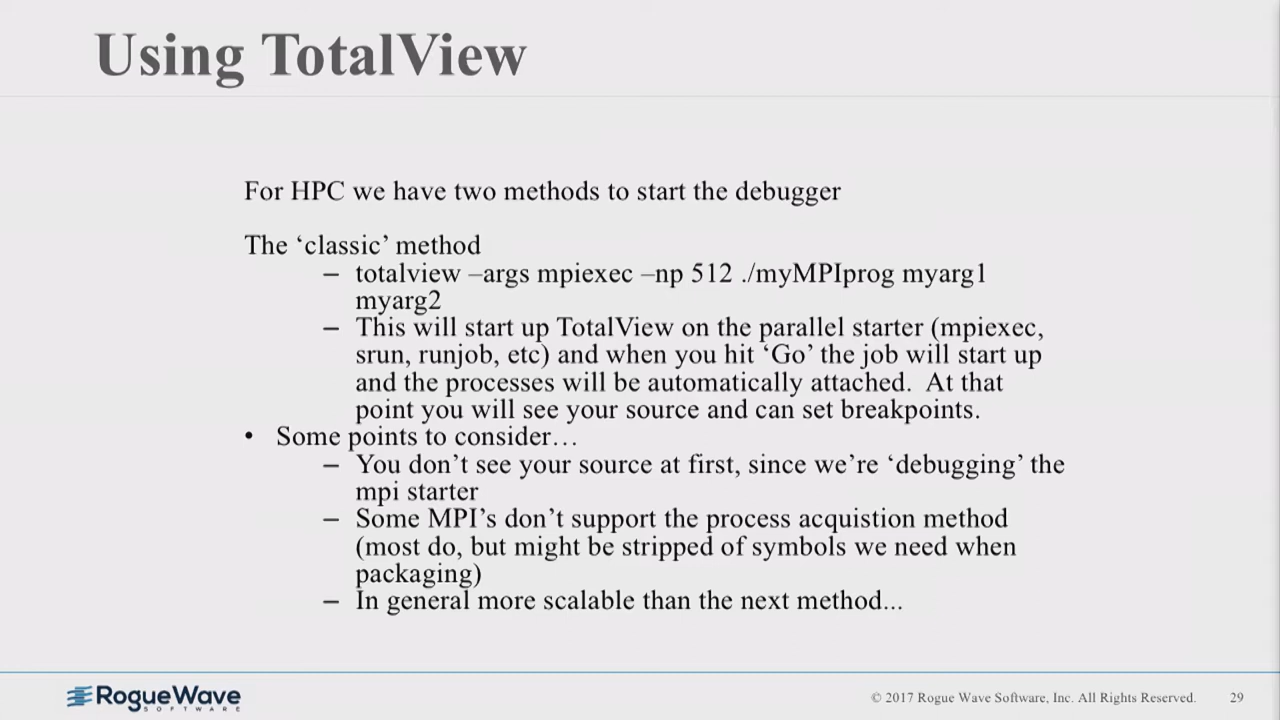 Using TotalView
For HPC we have two methods to start the debugger
The ‘classic’ method
– totalview –args mpiexec –np 512 ./myMPIprog myarg1
myarg2
– This will start up TotalView on the parallel starter (mpiexec,
srun, runjob, etc) and when you hit ‘Go’ the job will start up
and the processes will be automatically attached.  At that
point you will see your source and can set breakpoints.
• Some points to consider…
– You don’t see your source at first, since we’re ‘debugging’ the
mpi starter
– Some MPI’s don’t support the process acquistion method
(most do, but might be stripped of symbols we need when
packaging)
– In general more scalable than the next method...
RogueWave
SOFTWARE
© 2017 Rogue Wave Software, Inc. All Rights Reserved. 29